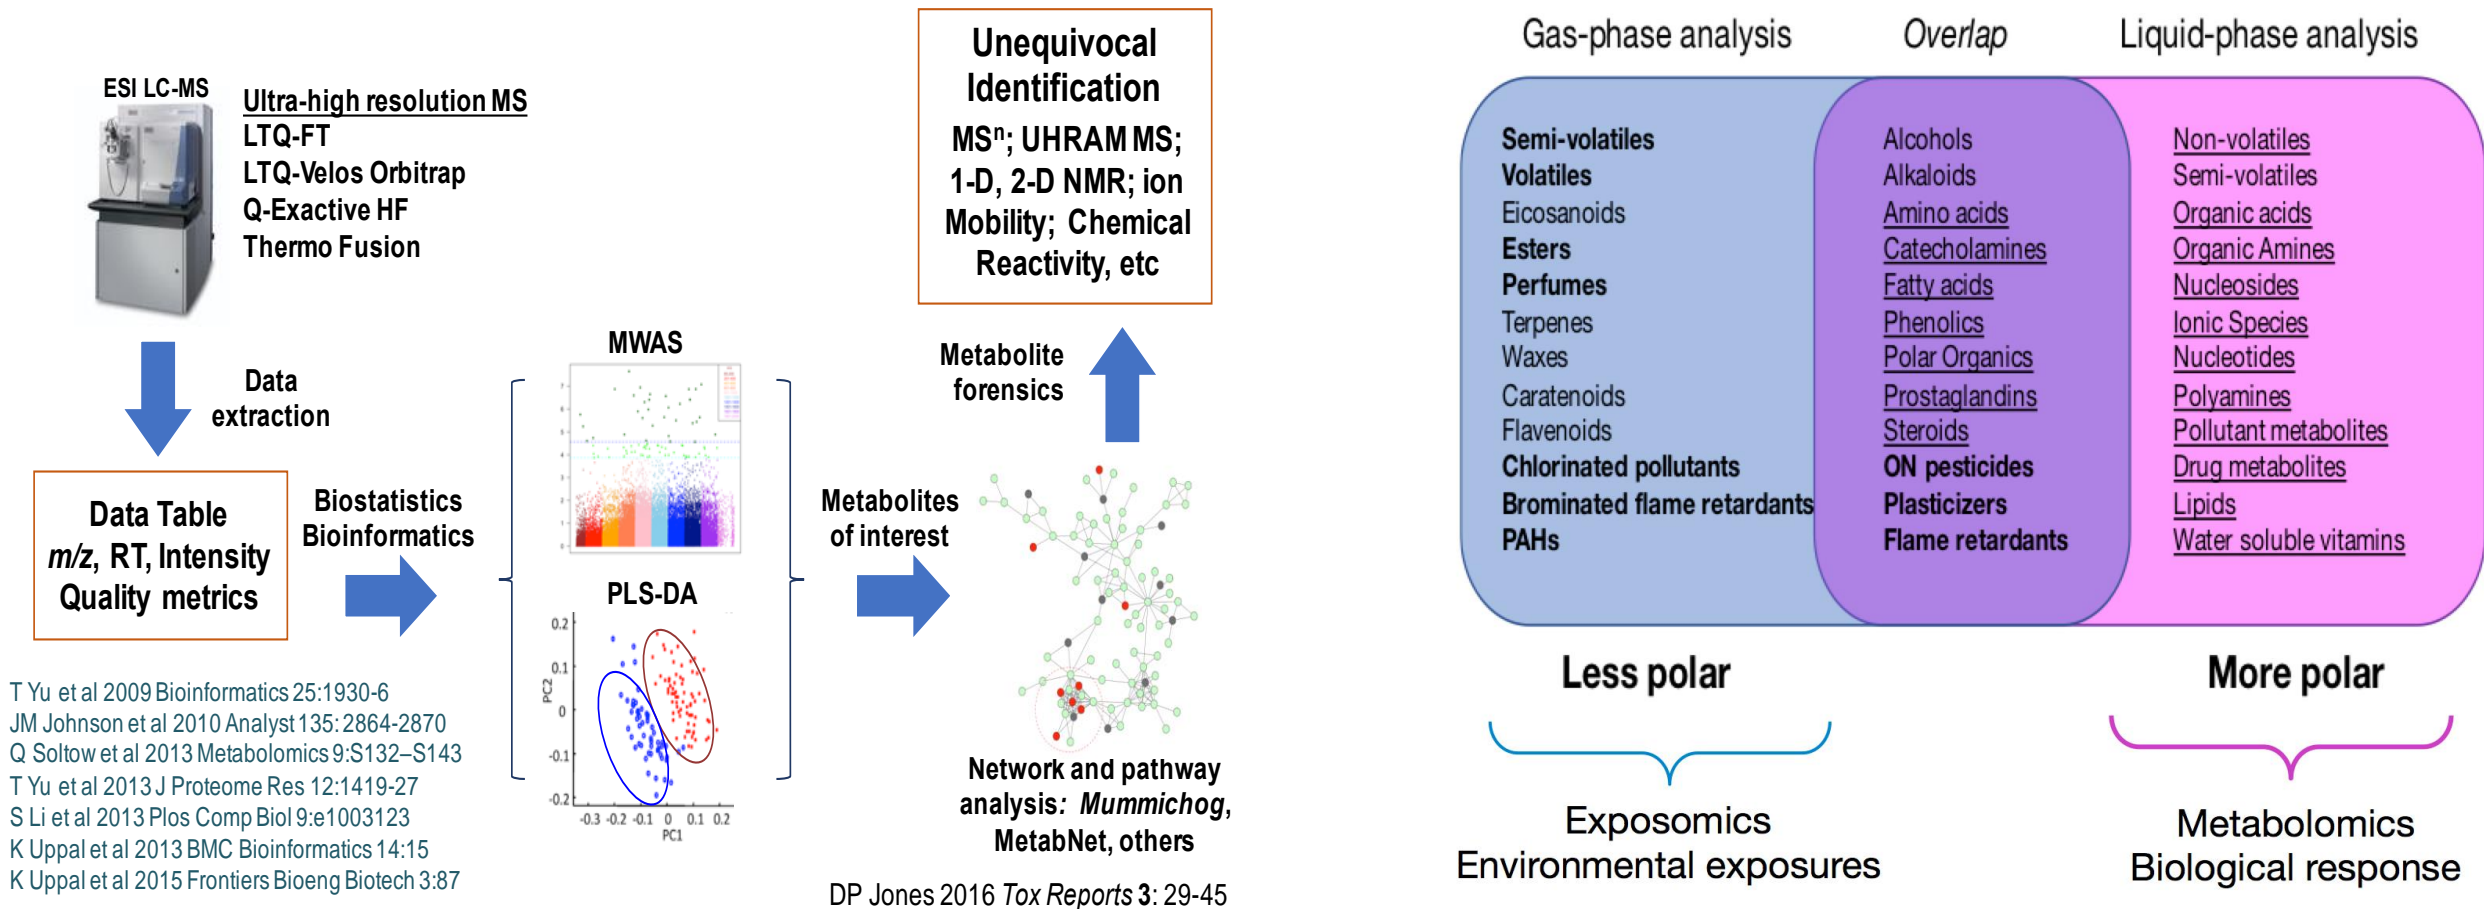 ESI LC-MS
Ultra-high resolution MS
LTQ-FT
LTQ-Velos Orbitrap
Q-Exactive HF
Thermo Fusion
Data
extraction
Data Table
m/z, RT, Intensity
Quality metrics
Biostatistics
Bioinformatics
MWAS
7
6
5
4
3
2
1
0
PLS-DA
0.2
0.1
0
-0.1
-0.2
PC2
-0.3 -0.2 -0.1 0 0.1 0.2
PC1
Metabolites
of interest
Network and pathway
analysis: Mummichog,
MetabNet, others
Metabolite
forensics
Unequivocal
Identification
MSⁿ; UHRAM MS;
1-D, 2-D NMR; ion
Mobility; Chemical
Reactivity, etc
T Yu et al 2009 Bioinformatics 25:1930-6
JM Johnson et al 2010 Analyst 135: 2864-2870
Q Soltow et al 2013 Metabolomics 9:S132–S143
T Yu et al 2013 J Proteome Res 12:1419-27
S Li et al 2013 Plos Comp Biol 9:e1003123
K Uppal et al 2013 BMC Bioinformatics 14:15
K Uppal et al 2015 Frontiers Bioeng Biotech 3:87
DP Jones 2016 Tox Reports 3: 29-45
Gas-phase analysis
Semi-volatiles
Volatiles
Eicosanoids
Esters
Perfumes
Terpenes
Waxes
Caratenoids
Flavenoids
Chlorinated pollutants
Brominated flame retardants
PAHs
Overlap
Alcohols
Alkaloids
Amino acids
Catecholamines
Fatty acids
Phenolics
Polar Organics
Prostaglandins
Steroids
ON pesticides
Plasticizers
Flame retardants
Liquid-phase analysis
Non-volatiles
Semi-volatiles
Organic acids
Organic Amines
Nucleosides
Ionic Species
Nucleotides
Polyamines
Pollutant metabolites
Drug metabolites
Lipids
Water soluble vitamins
Less polar
More polar
Exposomics
Environmental exposures
Metabolomics
Biological response